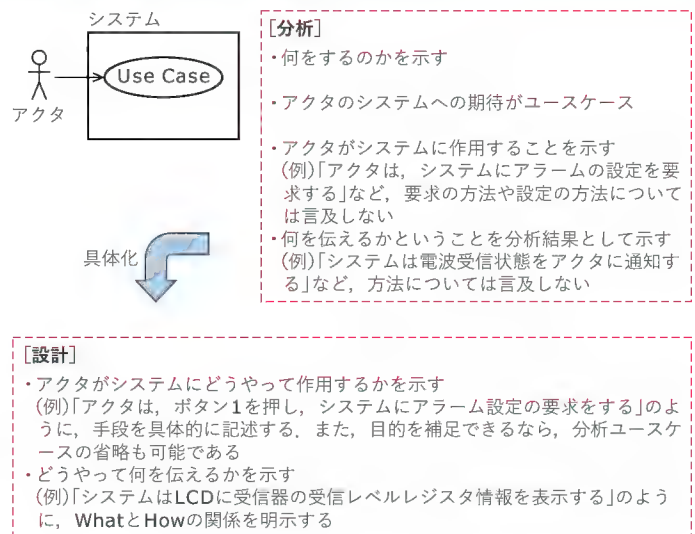 システム
Use Case
アクタ
[分析]
・何をするのかを示す
・アクタのシステムへの期待がユースケース
・アクタがシステムに作用することを示す
(例)「アクタは，システムにアラームの設定を要
求する」など，要求の方法や設定の方法について
は言及しない
・何を伝えるかということを分析結果として示す
(例)「システムは電波受信状態をアクタに通知す
る」など，方法については言及しない
具体化
[設計]
・アクタがシステムにどうやって作用するかを示す
(例)「アクタは，ボタン1を押し，システムにアラーム設定の要求をする」のよ
うに，手段を具体的に記述する．また，目的を補足できるなら，分析ユースケ
ースの省略も可能である
・どうやって何を伝えるかを示す
(例)「システムはLCDに受信器の受信レベルレジスタ情報を表示する」のよう
に，WhatとHowの関係を明示する